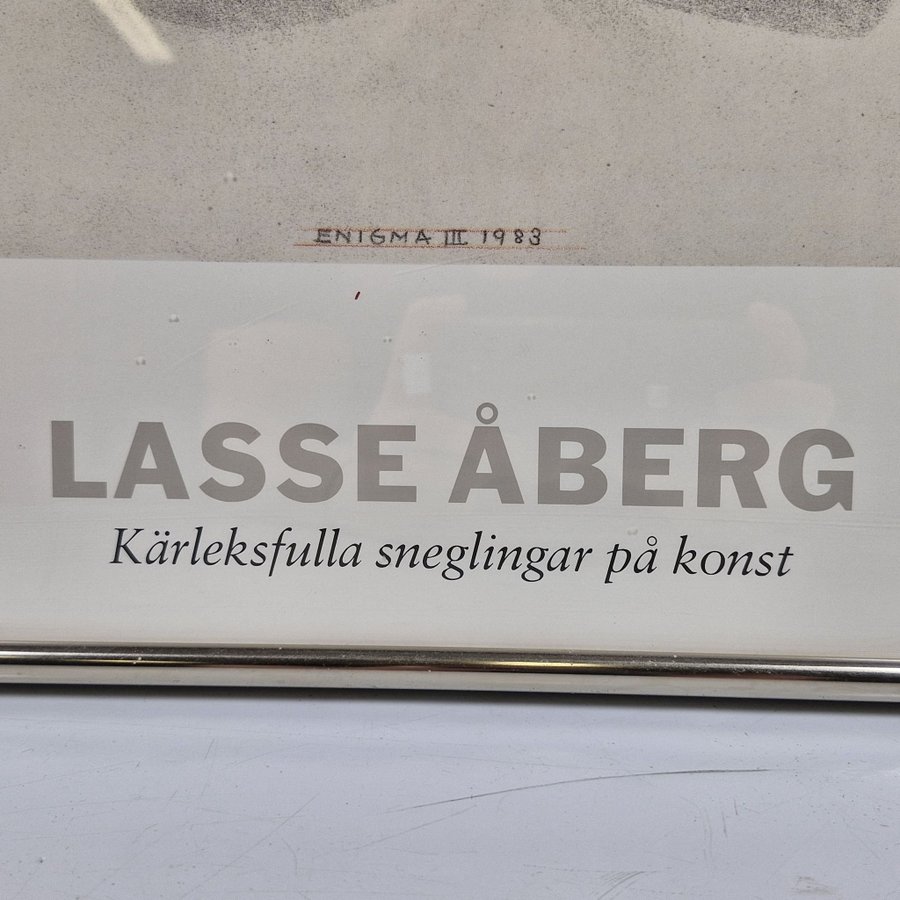 ENIGMA III 1983
LASSE ÅBERG
Kärleksfulla sneglingar på konst